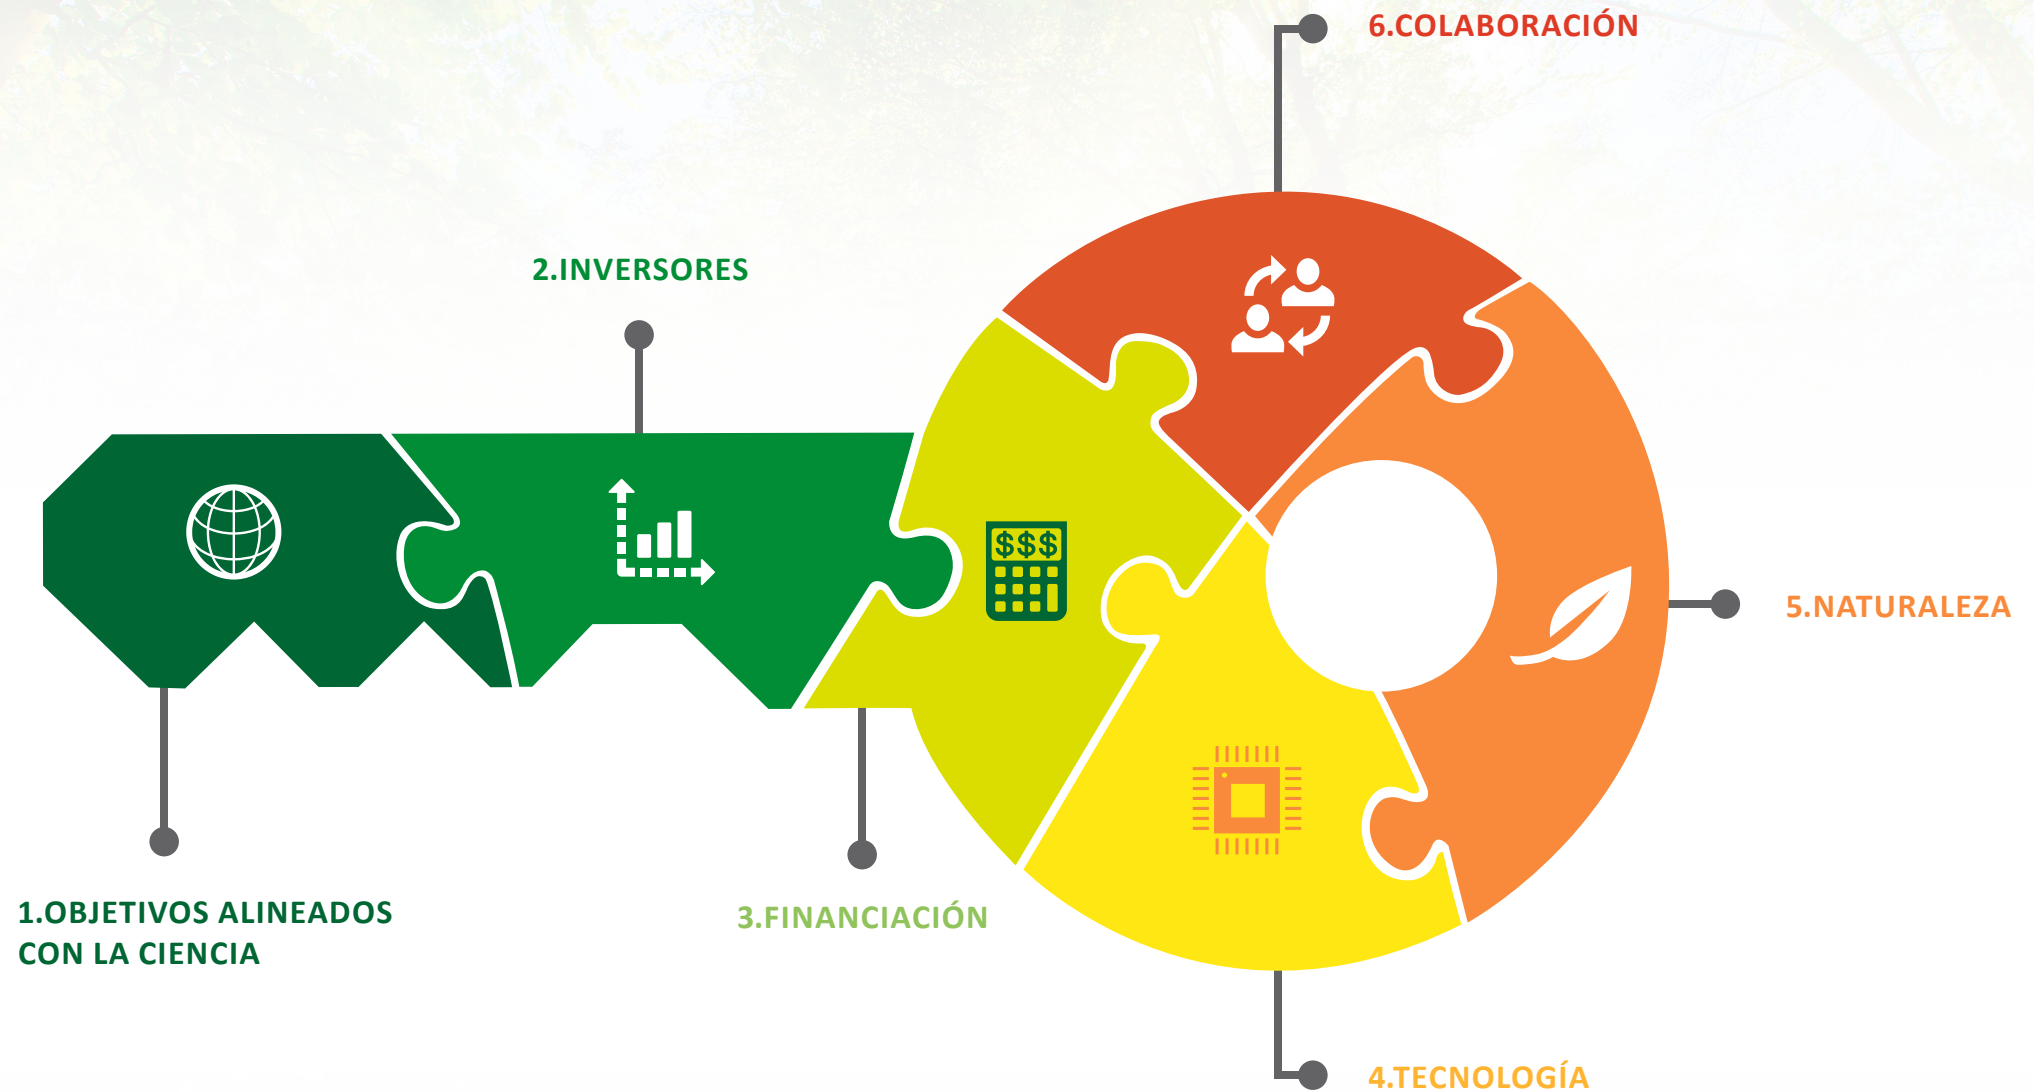 6.COLABORACIÓN
2.INVERSORES
$$$
5.NATURALEZA
1.OBJETIVOS ALINEADOS
CON LA CIENCIA
3.FINANCIACIÓN
4.TECNOLOGÍA